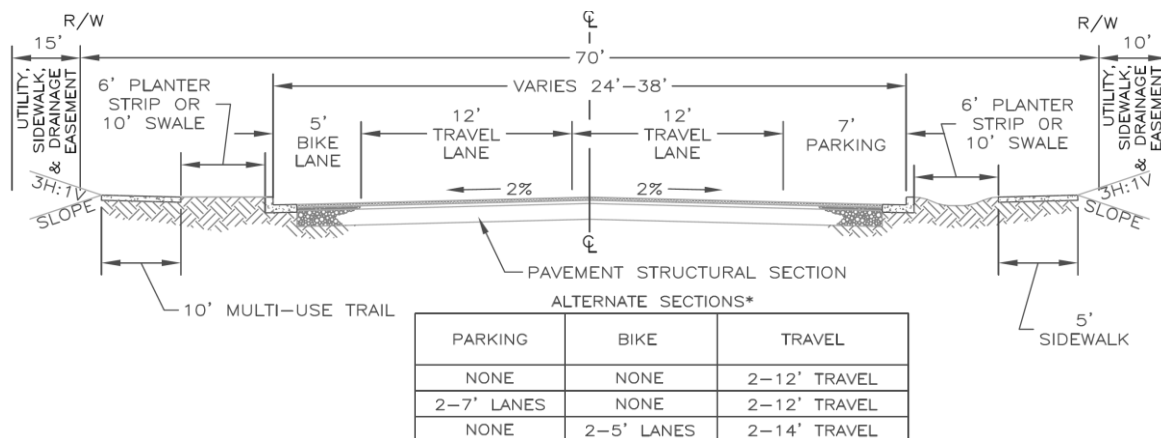 R/W
℄
R/W
15'
70'
10'
UTILITY,
SIDEWALK,
& DRAINAGE
EASEMENT
6' PLANTER
STRIP OR
10' SWALE
VARIES 24'-38'
5'
BIKE
LANE
12'
TRAVEL
LANE
12'
TRAVEL
LANE
7'
PARKING
6' PLANTER
STRIP OR
10' SWALE
UTILITY,
SIDEWALK,
& DRAINAGE
EASEMENT
3H:1V
SLOPE
2%
2%
3H:1V
SLOPE
℄
PAVEMENT STRUCTURAL SECTION
10' MULTI-USE TRAIL
5'
SIDEWALK
ALTERNATE SECTIONS*
PARKING BIKE TRAVEL
NONE NONE 2-12' TRAVEL
2-7' LANES NONE 2-12' TRAVEL
NONE 2-5' LANES 2-14' TRAVEL